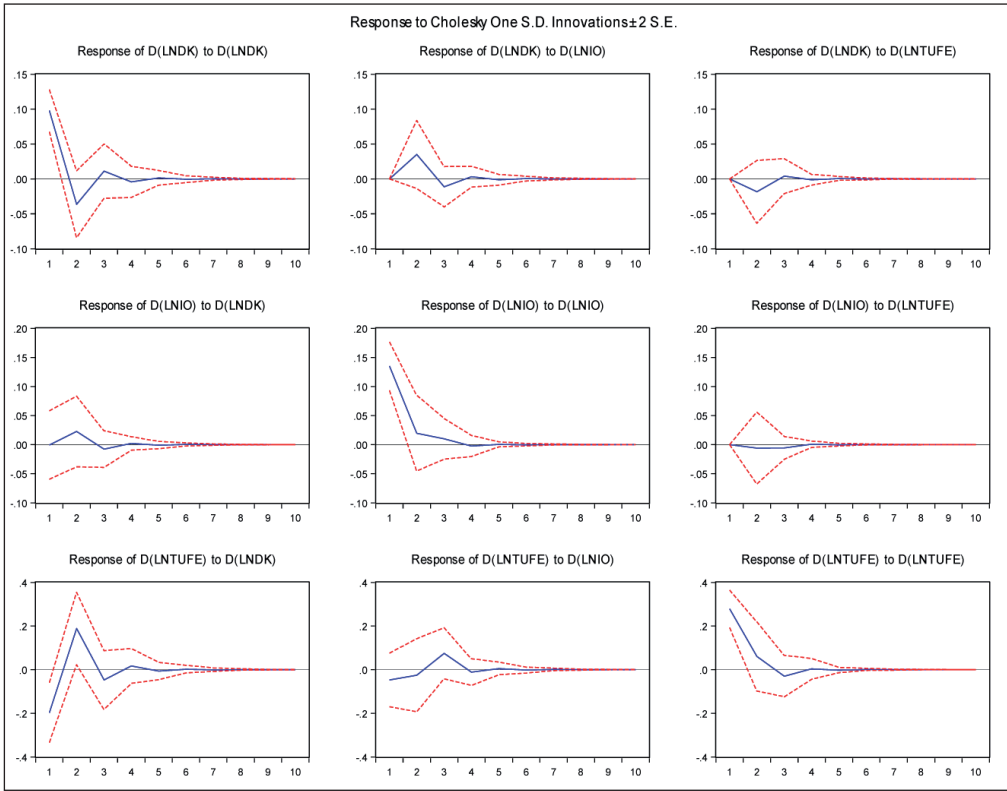 Response to Cholesky One S.D. Innovations ± 2 S.E.
Response of D(LNDK) to D(LNDK)
.15
.10
.05
.00
-.05
-.10
1 2 3 4 5 6 7 8 9 10
Response of D(LNDK) to D(LNIO)
.15
.10
.05
.00
-.05
-.10
1 2 3 4 5 6 7 8 9 10
Response of D(LNDK) to D(LNTUFE)
.15
.10
.05
.00
-.05
-.10
1 2 3 4 5 6 7 8 9 10
Response of D(LNIO) to D(LNDK)
.20
.15
.10
.05
.00
-.05
-.10
1 2 3 4 5 6 7 8 9 10
Response of D(LNIO) to D(LNIO)
.20
.15
.10
.05
.00
-.05
-.10
1 2 3 4 5 6 7 8 9 10
Response of D(LNIO) to D(LNTUFE)
.20
.15
.10
.05
.00
-.05
-.10
1 2 3 4 5 6 7 8 9 10
Response of D(LNTUFE) to D(LNDK)
.4
.2
.0
-.2
-.4
1 2 3 4 5 6 7 8 9 10
Response of D(LNTUFE) to D(LNIO)
.4
.2
.0
-.2
-.4
1 2 3 4 5 6 7 8 9 10
Response of D(LNTUFE) to D(LNTUFE)
.4
.2
.0
-.2
-.4
1 2 3 4 5 6 7 8 9 10